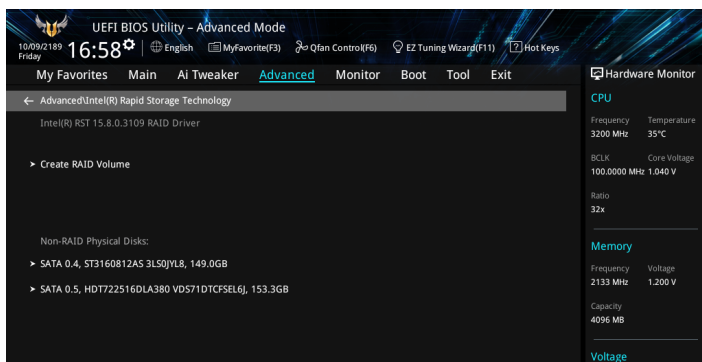 UEFI BIOS Utility – Advanced Mode
10/09/2189 Friday 16:58 English MyFavorite(F3) Qfan Control(F6) EZ Tuning Wizard(F11) ? Hot Keys
My Favorites Main Ai Tweaker Advanced Monitor Boot Tool Exit
← Advanced\Intel(R) Rapid Storage Technology
Intel(R) RST 15.8.0.3109 RAID Driver
> Create RAID Volume
Non-RAID Physical Disks:
> SATA 0.4, ST3160812AS 3LS0JYL8, 149.0GB
> SATA 0.5, HDT722516DLA380 VDS71DTCFSEL6J, 153.3GB
Hardware Monitor
CPU
Frequency Temperature
3200 MHz 35°C
BCLK Core Voltage
100.0000 MHz 1.040 V
Ratio
32x
Memory
Frequency Voltage
2133 MHz 1.200 V
Capacity
4096 MB
Voltage